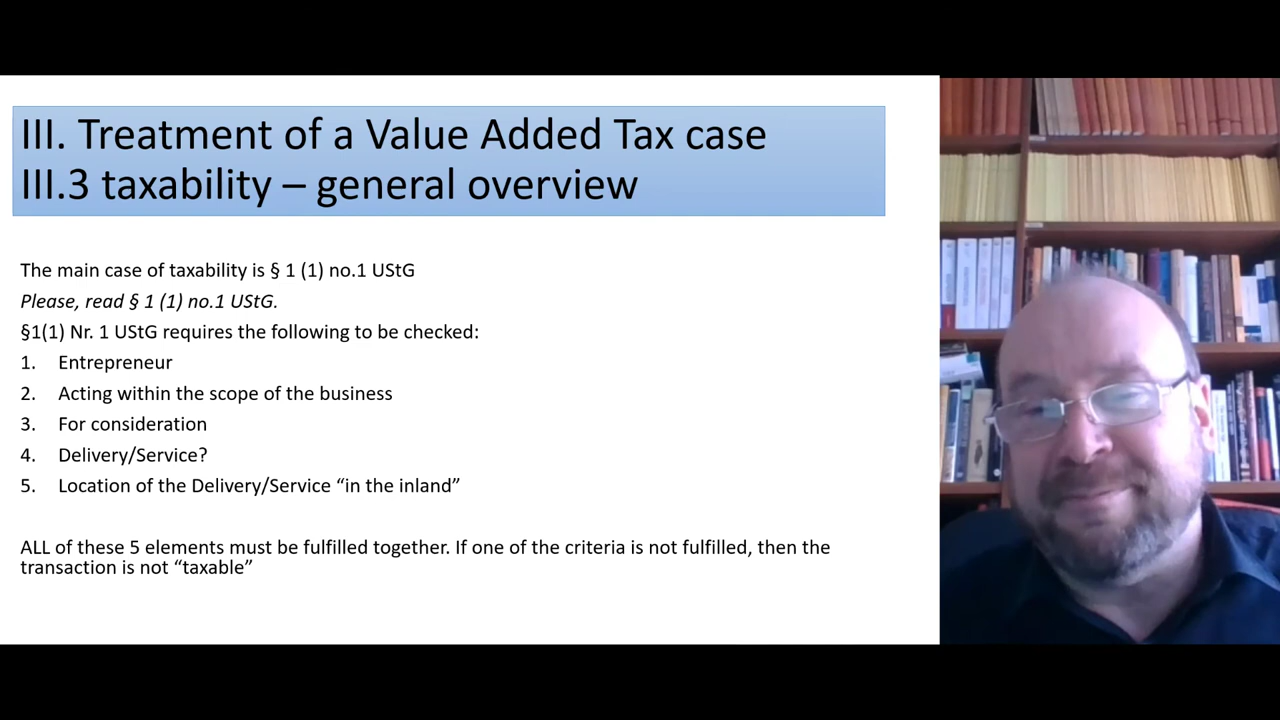 III. Treatment of a Value Added Tax case
III.3 taxability – general overview
The main case of taxability is § 1 (1) no.1 UStG
Please, read § 1 (1) no.1 UStG.
§1(1) Nr. 1 UStG requires the following to be checked:
1. Entrepreneur
2. Acting within the scope of the business
3. For consideration
4. Delivery/Service?
5. Location of the Delivery/Service “in the inland”
ALL of these 5 elements must be fulfilled together. If one of the criteria is not fulfilled, then the
transaction is not “taxable”